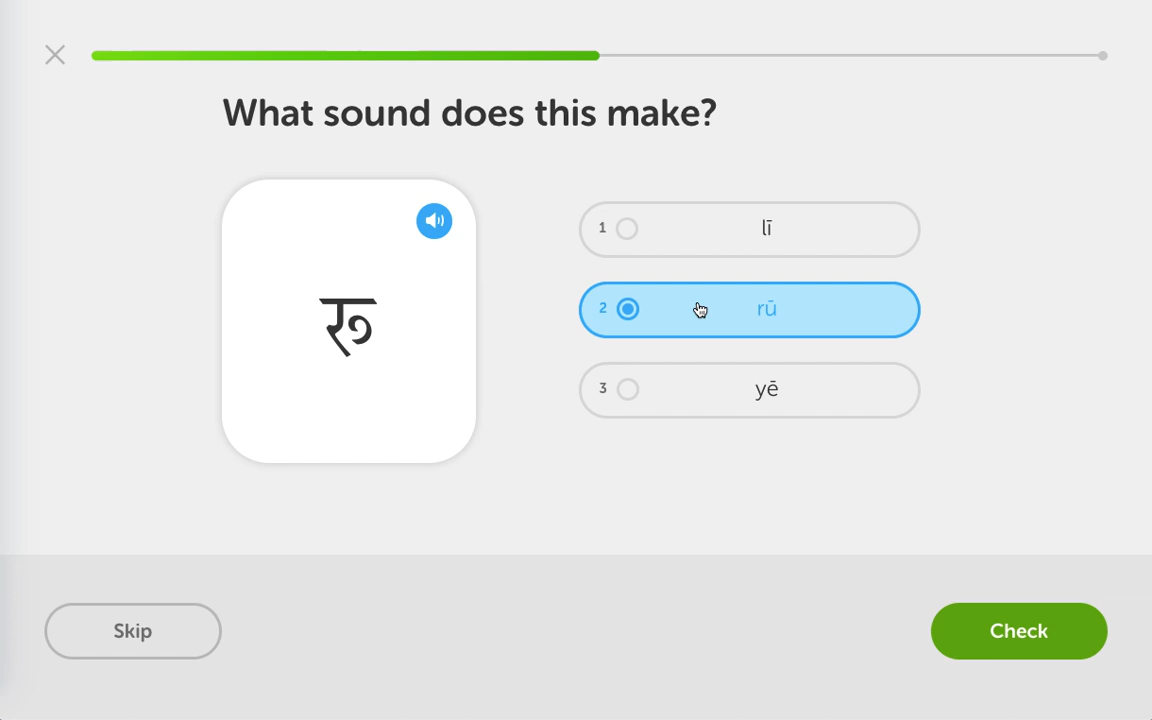 What sound does this make?
रू
1 lī
2 rū
3 yē
Skip
Check